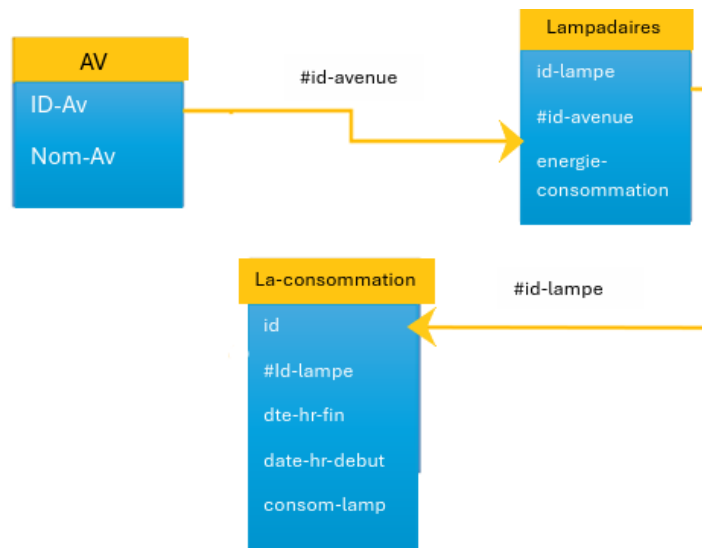 AV
ID-Av
Nom-Av
#id-avenue
Lampadaires
id-lampe
#id-avenue
energie-
consommation
La-consommation
id
#Id-lampe
dte-hr-fin
date-hr-debut
consom-lamp
#id-lampe